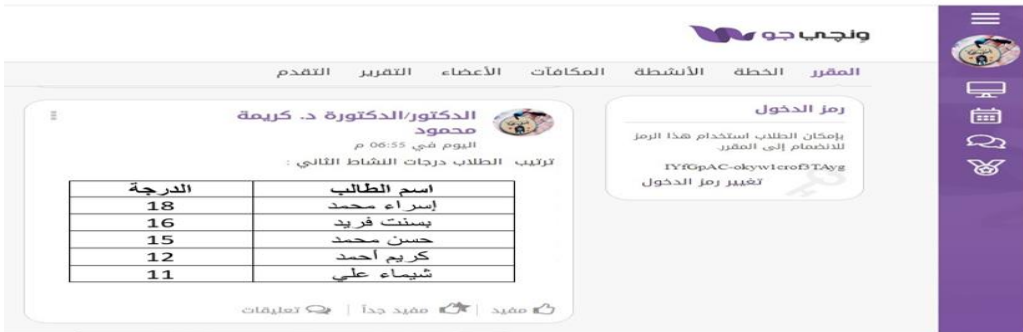 ونجي جو
المقرر الخطة الأنشطة المكافآت الأعضاء التقرير التقدم
رمز الدخول
بإمكان الطلاب استخدام هذا الرمز
للانضمام إلى المقرر.
IYfGpAC-okyw1crof3TAyg
تغيير رمز الدخول
الدكتور/الدكتورة د. كريمة
محمود
اليوم في 06:55 م
ترتيب الطلاب درجات النشاط الثاني :
اسم الطالب الدرجة
إسراء محمد 18
بسنت فريد 16
حسن محمد 15
كريم أحمد 12
شيماء علي 11
مفيد | مفيد جداً | تعليقات